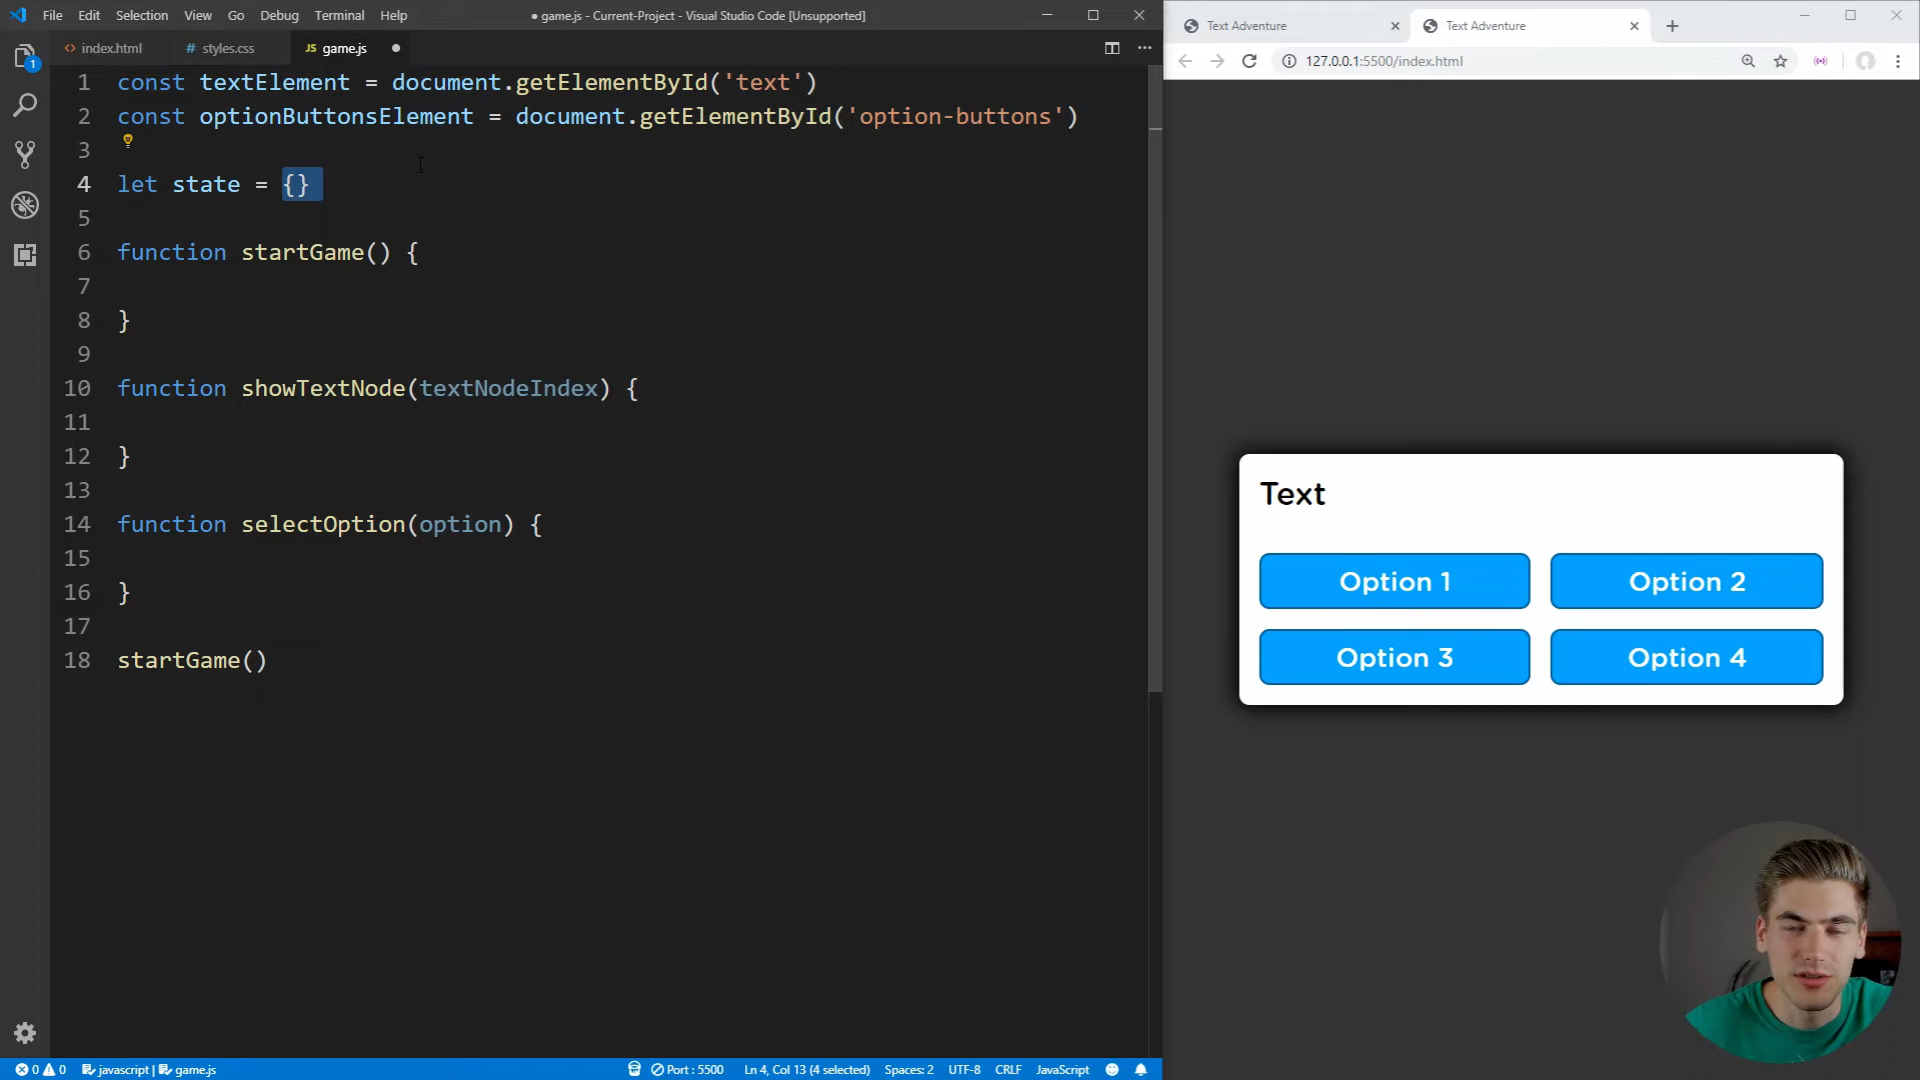 File Edit Selection View Go Debug Terminal Help
● game.js - Current-Project - Visual Studio Code [Unsupported]
<> index.html # styles.css JS game.js ●
1 const textElement = document.getElementById('text')
2 const optionButtonsElement = document.getElementById('option-buttons')
3
4 let state = {}
5
6 function startGame() {
7
8 }
9
10 function showTextNode(textNodeIndex) {
11
12 }
13
14 function selectOption(option) {
15
16 }
17
18 startGame()
1
0 0 javascript | game.js
Port : 5500 Ln 4, Col 13 (4 selected) Spaces: 2 UTF-8 CRLF JavaScript
Text Adventure Text Adventure
127.0.0.1:5500/index.html
Text
Option 1 Option 2
Option 3 Option 4